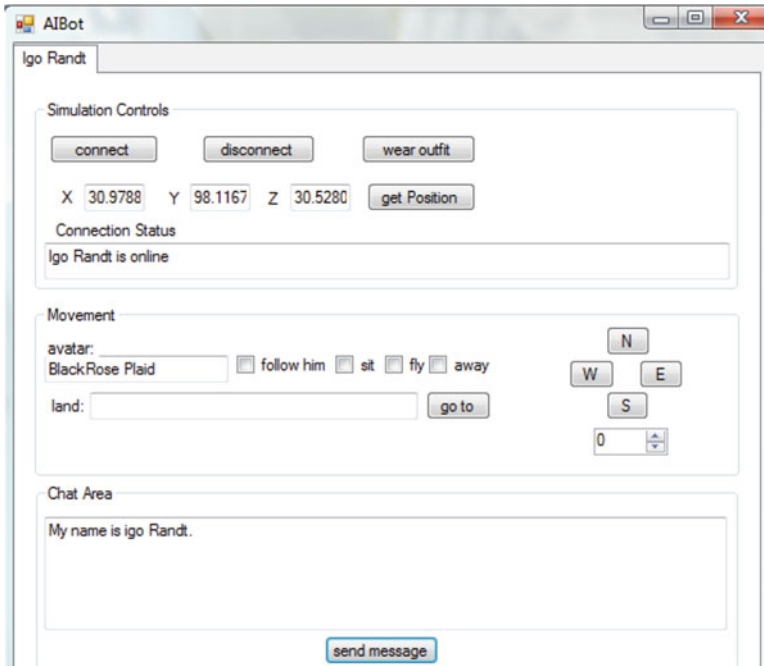 AIBot
Igo Randt
Simulation Controls
connect disconnect wear outfit
X 30.9788 Y 98.1167 Z 30.5280 get Position
Connection Status
Igo Randt is online
Movement
avatar:
BlackRose Plaid follow him sit fly away
land: go to
N
W E
S
0
Chat Area
My name is igo Randt.
send message